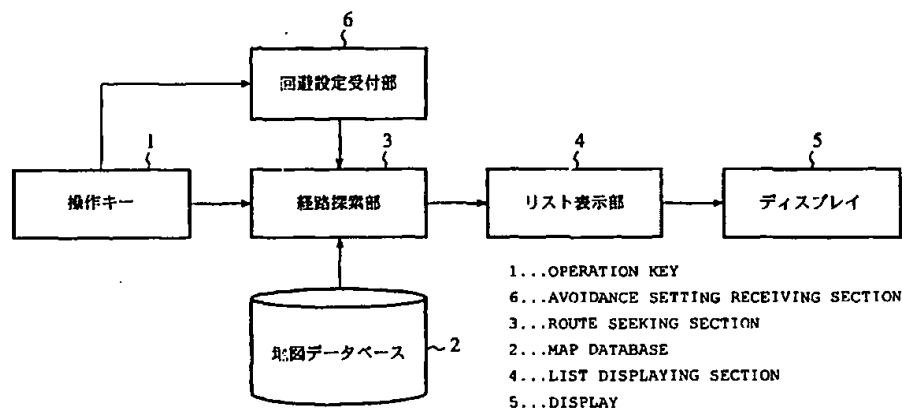 6
回避設定受付部
1
操作キー
3
経路探索部
4
リスト表示部
5
ディスプレイ
地図データベース
2
1...OPERATION KEY
6...AVOIDANCE SETTING RECEIVING SECTION
3...ROUTE SEEKING SECTION
2...MAP DATABASE
4...LIST DISPLAYING SECTION
5...DISPLAY